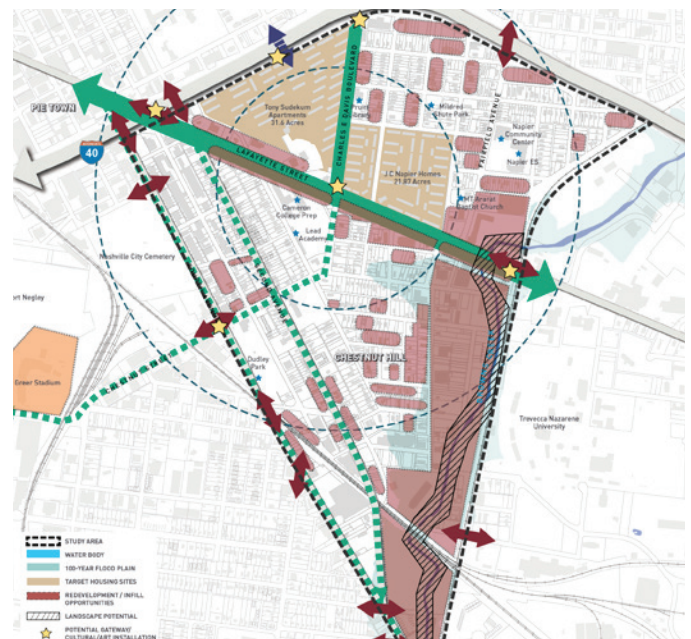 PIE TOWN
40
Tony Sudekum
Apartments
31.6 Acres
CHARLES E DAVIS BOULEVARD
Pruitt
Library
Mildred
Shute Park
FAIRFIELD AVENUE
Napier
Community
Center
Napier ES
LAFAYETTE STREET
J C Napier Homes
21.83 Acres
MT Ararat
Baptist Church
Cameron
College Prep
Lead
Academy
Nashville City Cemetery
Fort Negley
Greer Stadium
Dudley
Park
CHESTNUT HILL
Trevecca Nazarene
University
STUDY AREA
WATER BODY
100-YEAR FLOOD PLAIN
TARGET HOUSING SITES
REDEVELOPMENT / INFILL
OPPORTUNITIES
LANDSCAPE POTENTIAL
POTENTIAL GATEWAY/
CULTURAL/ART INSTALLATION